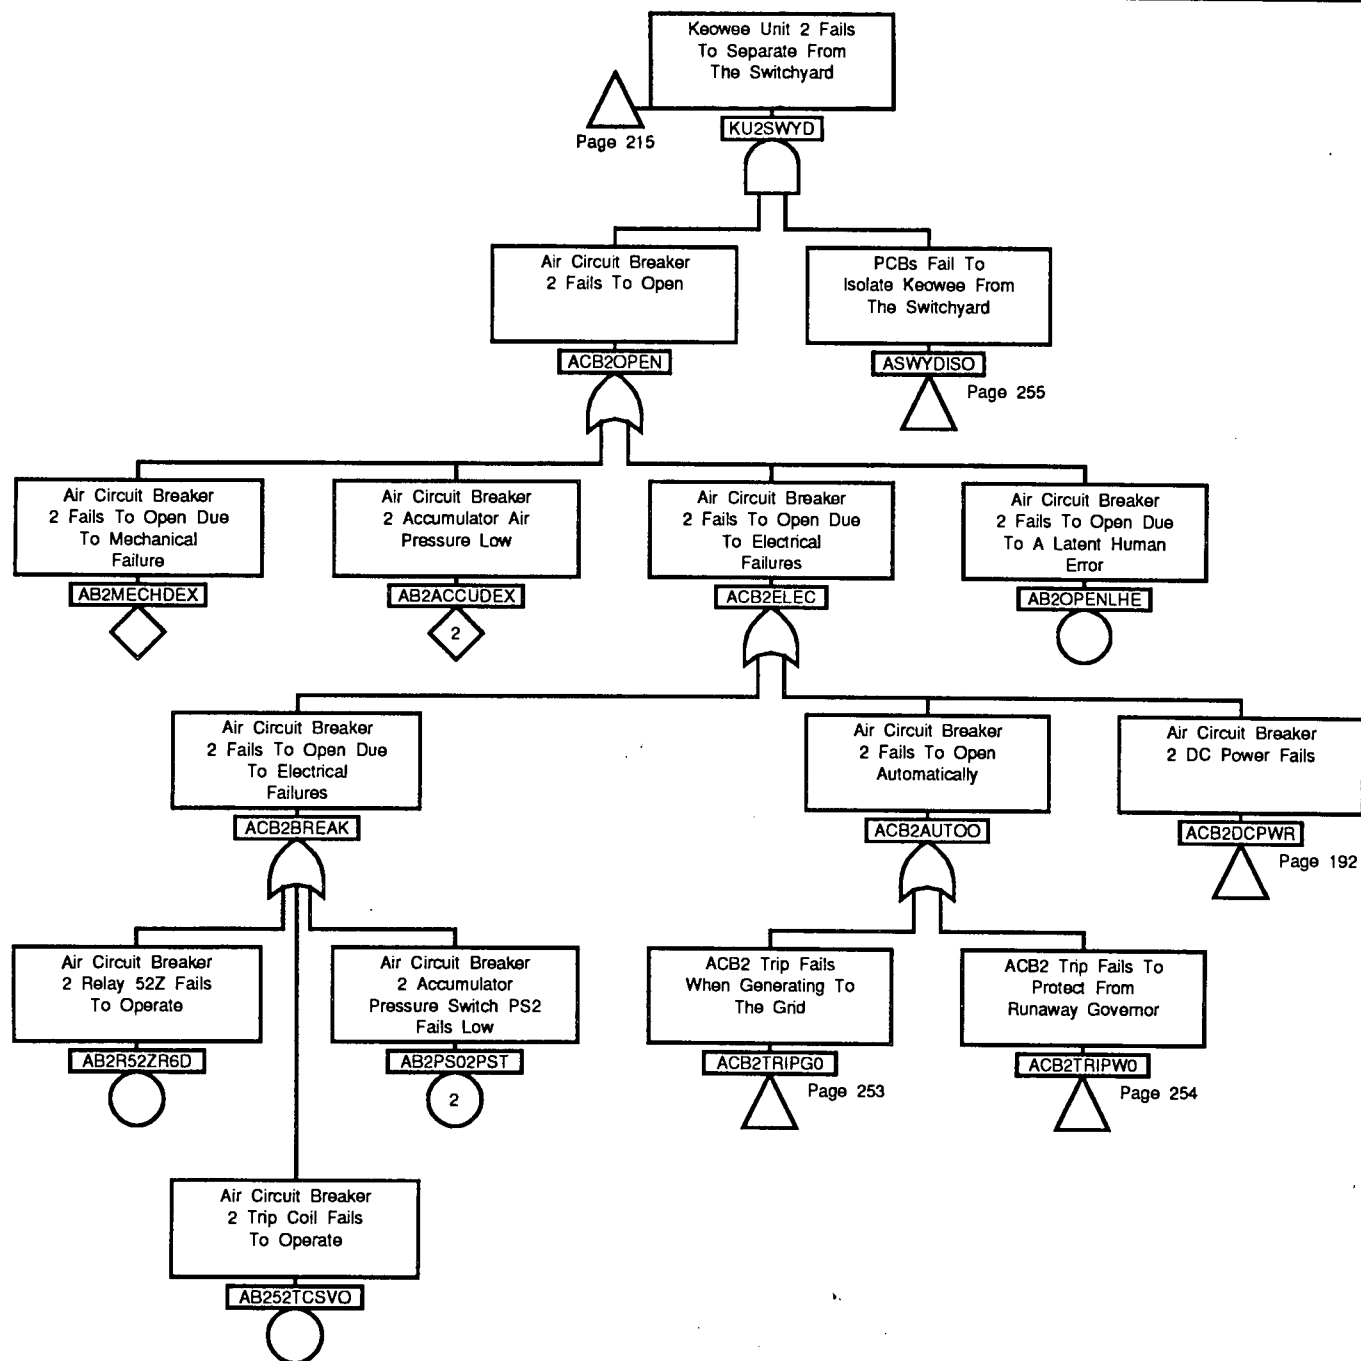 Keowee Unit 2 Fails
To Separate From
The Switchyard
Page 215
KU2SWYD
Air Circuit Breaker
2 Fails To Open
ACB2OPEN
PCBs Fail To
Isolate Keowee From
The Switchyard
ASWYDISO
Page 255
Air Circuit Breaker
2 Fails To Open Due
To Mechanical
Failure
AB2MECHDEX
Air Circuit Breaker
2 Accumulator Air
Pressure Low
AB2ACCUDEX
2
Air Circuit Breaker
2 Fails To Open Due
To Electrical
Failures
ACB2ELEC
Air Circuit Breaker
2 Fails To Open Due
To A Latent Human
Error
AB2OPENLHE
Air Circuit Breaker
2 Fails To Open Due
To Electrical
Failures
ACB2BREAK
Air Circuit Breaker
2 Fails To Open
Automatically
ACB2AUTOO
Air Circuit Breaker
2 DC Power Fails
ACB2DCPWR
Page 192
Air Circuit Breaker
2 Relay 52Z Fails
To Operate
AB2R52ZR6D
Air Circuit Breaker
2 Accumulator
Pressure Switch PS2
Fails Low
AB2PS02PST
2
ACB2 Trip Fails
When Generating To
The Grid
ACB2TRIPG0
Page 253
ACB2 Trip Fails To
Protect From
Runaway Governor
ACB2TRIPW0
Page 254
Air Circuit Breaker
2 Trip Coil Fails
To Operate
AB252TCSVO